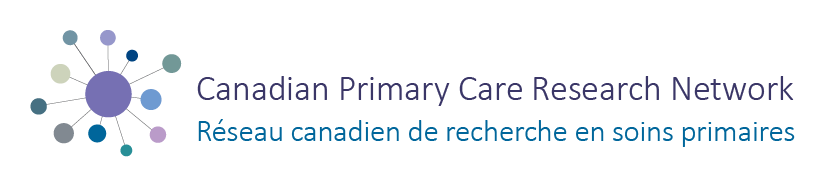 Canadian Primary Care Research Network
Réseau canadien de recherche en soins primaires